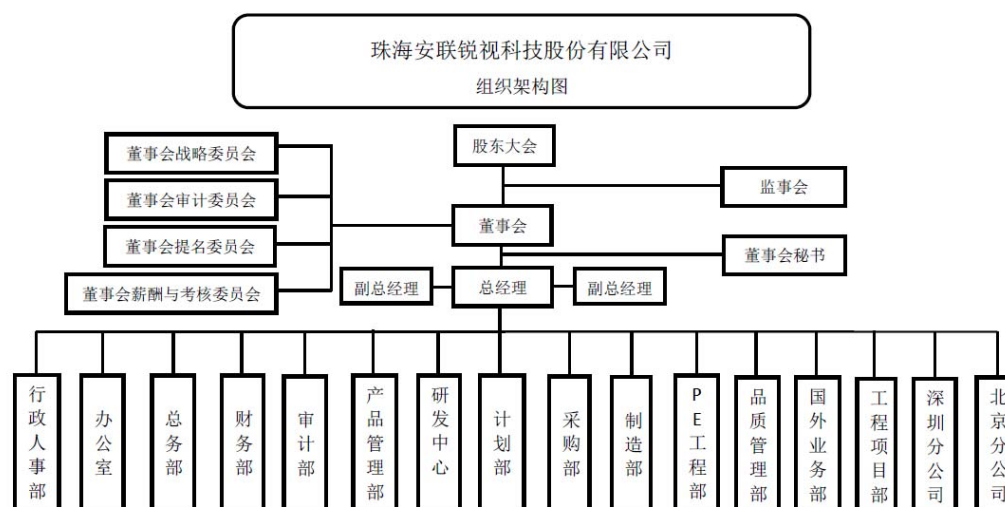 珠海安联锐视科技股份有限公司
组织架构图
股东大会
董事会战略委员会
监事会
董事会审计委员会
董事会
董事会提名委员会
董事会秘书
副总经理
总经理
副总经理
董事会薪酬与考核委员会
行政人事部
办公室
总务部
财务部
审计部
产品管理部
研发中心
计划部
采购部
制造部
PE工程部
品质管理部
国外业务部
工程项目部
深圳分公司
北京分公司